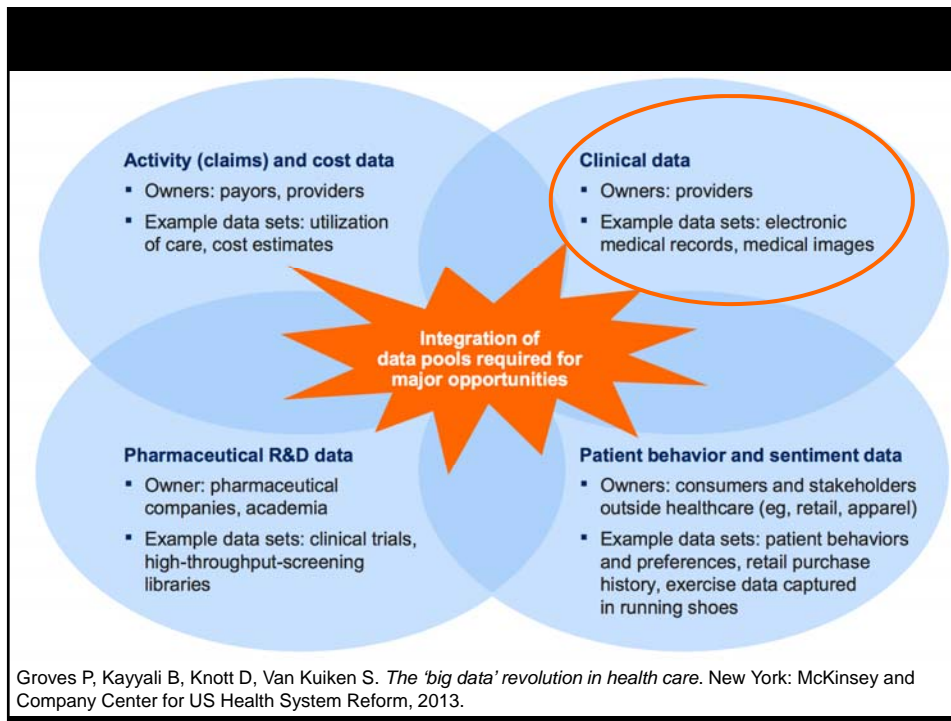 Activity (claims) and cost data
▪ Owners: payors, providers
▪ Example data sets: utilization
of care, cost estimates
Clinical data
▪ Owners: providers
▪ Example data sets: electronic
medical records, medical images
Integration of
data pools required for
major opportunities
Pharmaceutical R&D data
▪ Owner: pharmaceutical
companies, academia
▪ Example data sets: clinical trials,
high-throughput-screening
libraries
Patient behavior and sentiment data
▪ Owners: consumers and stakeholders
outside healthcare (eg, retail, apparel)
▪ Example data sets: patient behaviors
and preferences, retail purchase
history, exercise data captured
in running shoes
Groves P, Kayyali B, Knott D, Van Kuiken S. The ‘big data’ revolution in health care. New York: McKinsey and
Company Center for US Health System Reform, 2013.